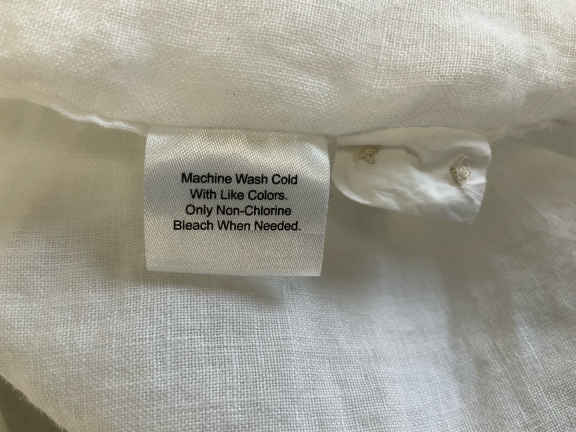 Machine Wash Cold
With Like Colors.
Only Non-Chlorine
Bleach When Needed.